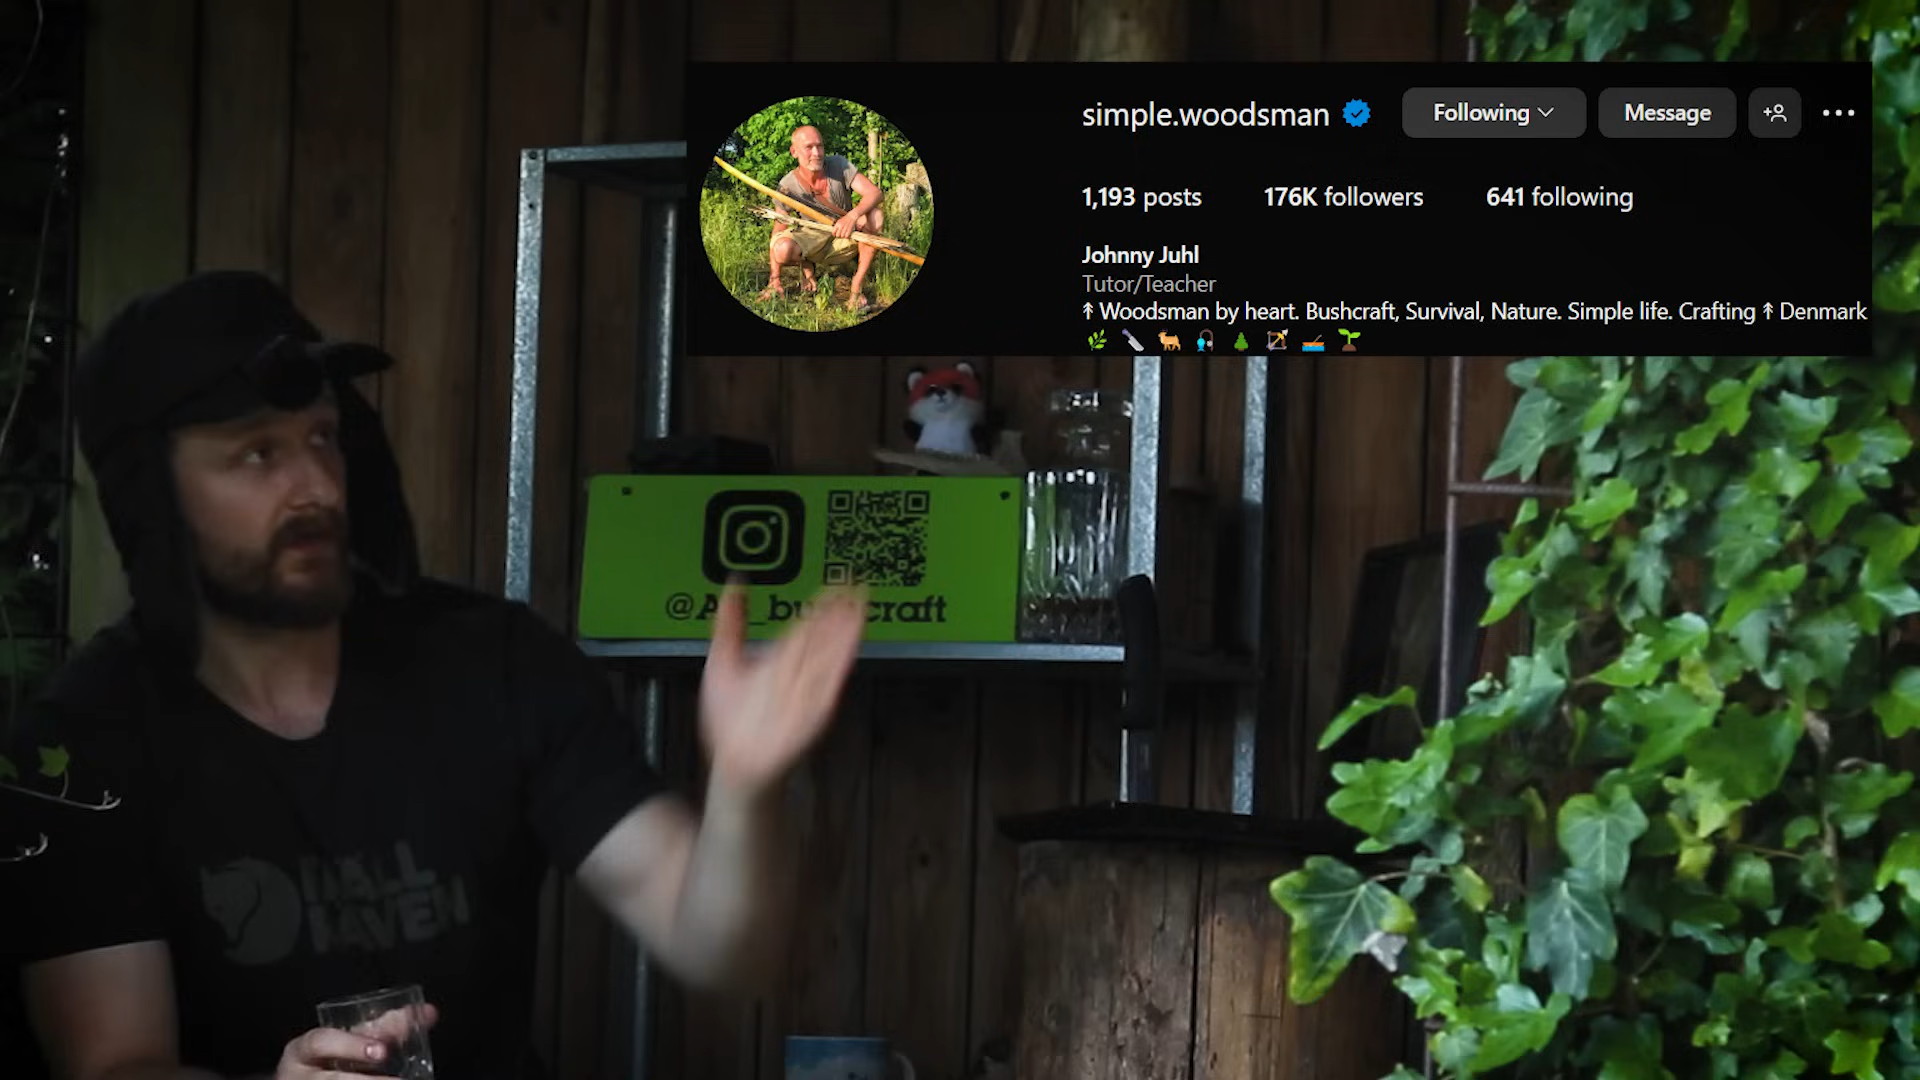 simple.woodsman
Following
Message
1,193 posts
176K followers
641 following
Johnny Juhl
Tutor/Teacher
↟ Woodsman by heart. Bushcraft, Survival, Nature. Simple life. Crafting ↟ Denmark